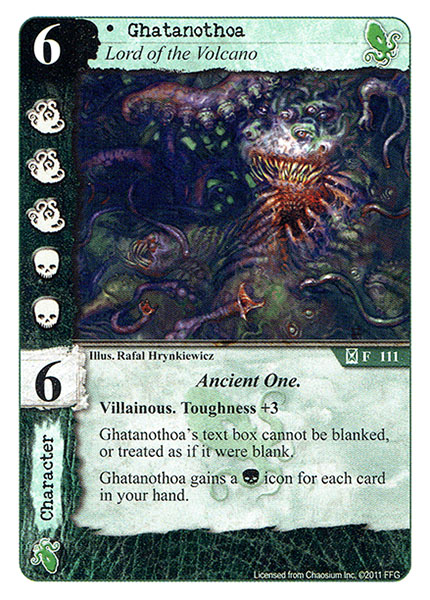 6
• Ghatanothoa
Lord of the Volcano
Illus. Rafal Hrynkiewicz
F 111
6
Ancient One.
Villainous. Toughness +3
Ghatanothoa's text box cannot be blanked,
or treated as if it were blank.
Ghatanothoa gains a icon for each card
in your hand.
Character
Licensed from Chaosium Inc. ©2011 FFG